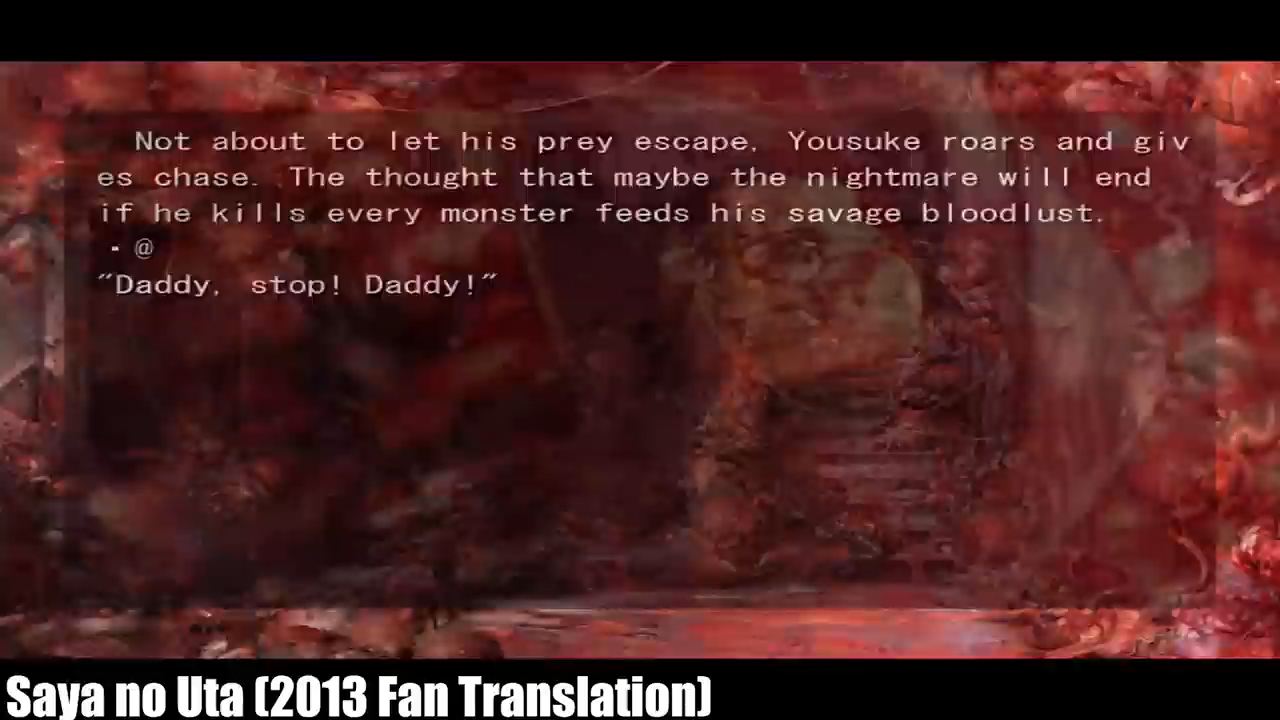 Not about to let his prey escape, Yousuke roars and giv
es chase. The thought that maybe the nightmare will end
if he kills every monster feeds his savage bloodlust.
･@
"Daddy, stop! Daddy!"
Saya no Uta (2013 Fan Translation)